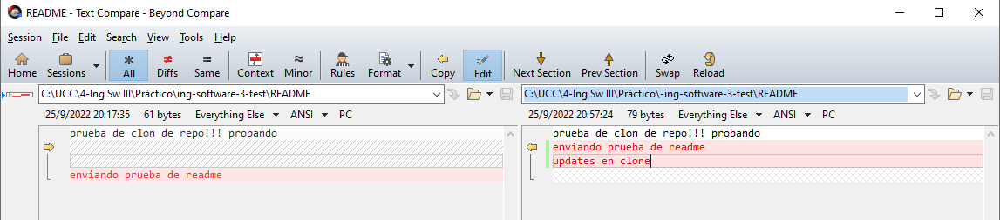 README - Text Compare - Beyond Compare
Session File Edit Search View Tools Help
Home Sessions All Diffs Same Context Minor Rules Format Copy Edit Next Section Prev Section Swap Reload
C:\UCC\4-Ing Sw III\Práctico\ing-software-3-test\README
C:\UCC\4-Ing Sw III\Práctico\-ing-software-3-test\README
25/9/2022 20:17:35 61 bytes Everything Else ANSI PC
25/9/2022 20:57:24 79 bytes Everything Else ANSI PC
prueba de clon de repo!!! probando
enviando prueba de readme
prueba de clon de repo!!! probando
enviando prueba de readme
updates en clone